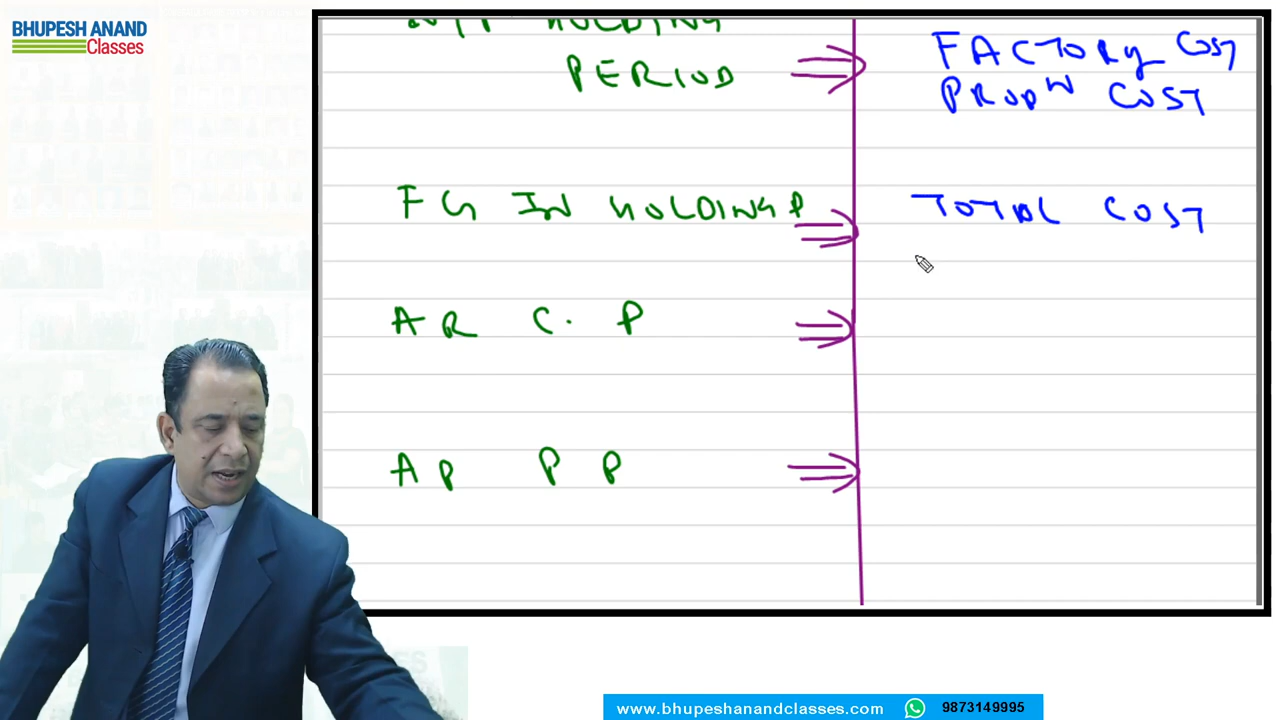 BHUPESH ANAND
Classes
HOLDING
PERIOD
FACTORY COST
PRODN COST
FG IN HOLDING P
TOTAL COST
AR C. P
AP P P
www.bhupeshanandclasses.com
9873149995